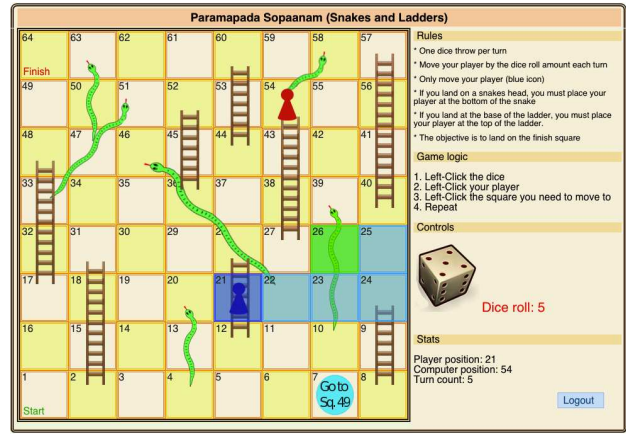 Paramapada Sopaanam (Snakes and Ladders)
64 63 62 61 60 59 58 57
Finish
49 50 51 52 53 54 55 56
48 47 46 45 44 43 42 41
33 34 35 36 37 38 39 40
32 31 30 29 27 26 25
17 18 19 20 21 22 23 24
16 15 14 13 12 11 10 9
1 2 3 4 5 6 7 8
Go to
Sq. 49
Start
Rules
* One dice throw per turn
* Move your player by the dice roll amount each turn
* Only move your player (blue icon)
* If you land on a snakes head, you must place your
player at the bottom of the snake
* If you land at the base of the ladder, you must place
your player at the top of the ladder.
* The objective is to land on the finish square
Game logic
1. Left-Click the dice
2. Left-Click your player
3. Left-Click the square you need to move to
4. Repeat
Controls
Dice roll: 5
Stats
Player position: 21
Computer position: 54
Turn count: 5
Logout